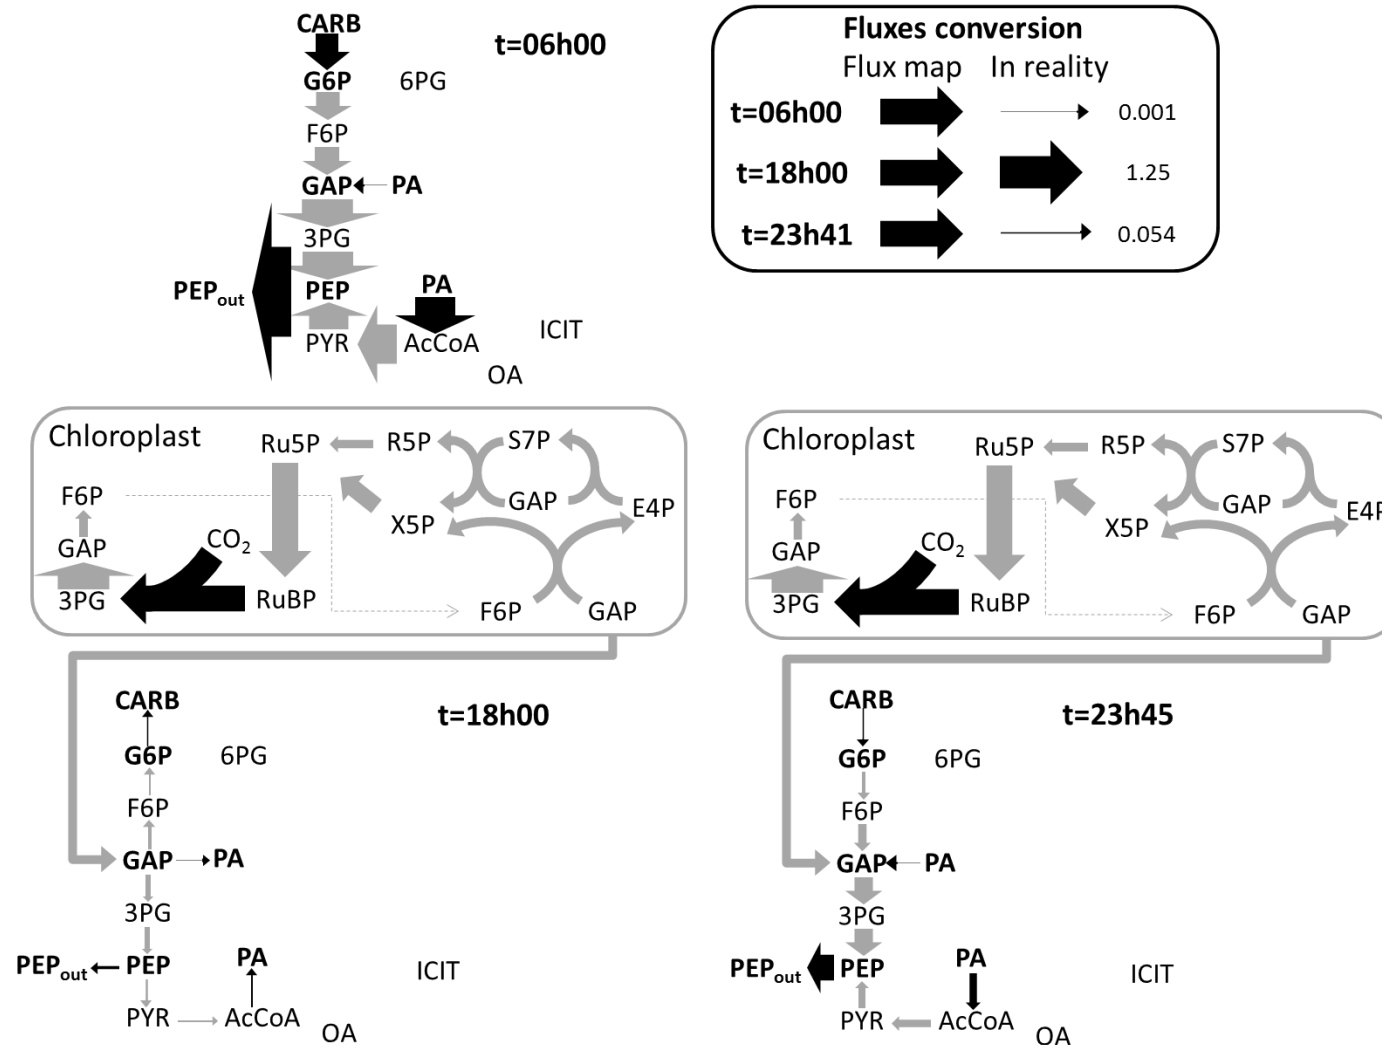 CARB
t=06h00
G6P 6PG
F6P
GAP PA
3PG
PEPout PEP PA
PYR AcCoA ICIT
OA
Fluxes conversion
Flux map In reality
t=06h00 0.001
t=18h00 1.25
t=23h41 0.054
Chloroplast
Ru5P R5P S7P
F6P X5P GAP E4P
GAP CO2
3PG RuBP F6P GAP
CARB
t=18h00
G6P 6PG
F6P
GAP PA
3PG
PEPout PEP PA ICIT
PYR AcCoA OA
Chloroplast
Ru5P R5P S7P
F6P X5P GAP E4P
GAP CO2
3PG RuBP F6P GAP
CARB
t=23h45
G6P 6PG
F6P
GAP PA
3PG
PEPout PEP PA ICIT
PYR AcCoA OA